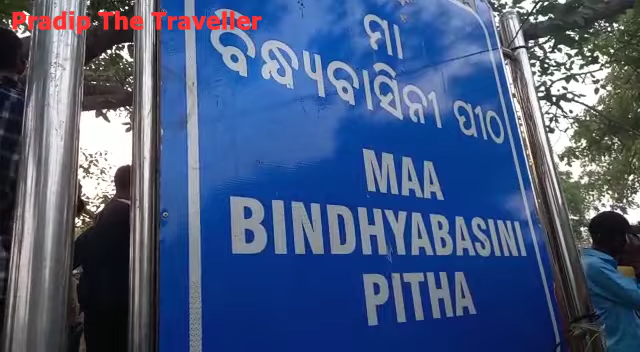 Pradip The Traveller
ମା
ବିନ୍ଧ୍ୟବାସିନୀ ପୀଠ
MAA
BINDHYABASINI
PITHA